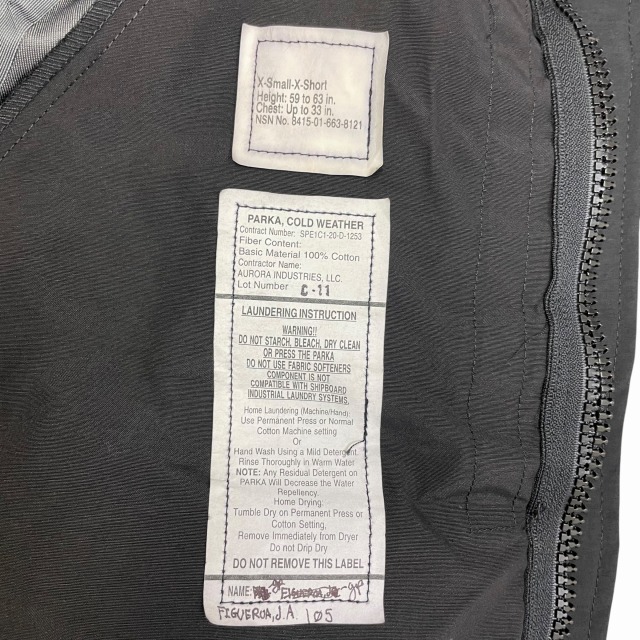 X-Small-X-Short
Height: 59 to 63 in.
Chest: Up to 33 in.
NSN No. 8415-01-663-8121
PARKA, COLD WEATHER
Contract Number: SPE1C1-20-D-1253
Fiber Content:
Basic Material 100% Cotton
Contractor Name:
AURORA INDUSTRIES, LLC.
Lot Number C-11
LAUNDERING INSTRUCTION
WARNING!!
DO NOT STARCH, BLEACH, DRY CLEAN
OR PRESS THE PARKA
DO NOT USE FABRIC SOFTENERS
COMPONENT IS NOT
COMPATIBLE WITH SHIPBOARD
INDUSTRIAL LAUNDRY SYSTEMS.
Home Laundering (Machine/Hand)
Use Permanent Press or Normal
Cotton Machine setting
Or
Hand Wash Using a Mild Detergent.
Rinse Thoroughly in Warm Water
NOTE: Any Residual Detergent on
PARKA Will Decrease the Water
Repeliency.
Home Drying:
Tumble Dry on Permanent Press or
Cotton Setting,
Remove Immediately from Dryer
Do not Drip Dry
DO NOT REMOVE THIS LABEL
NAME:
FIGUEROA, J.A. 105